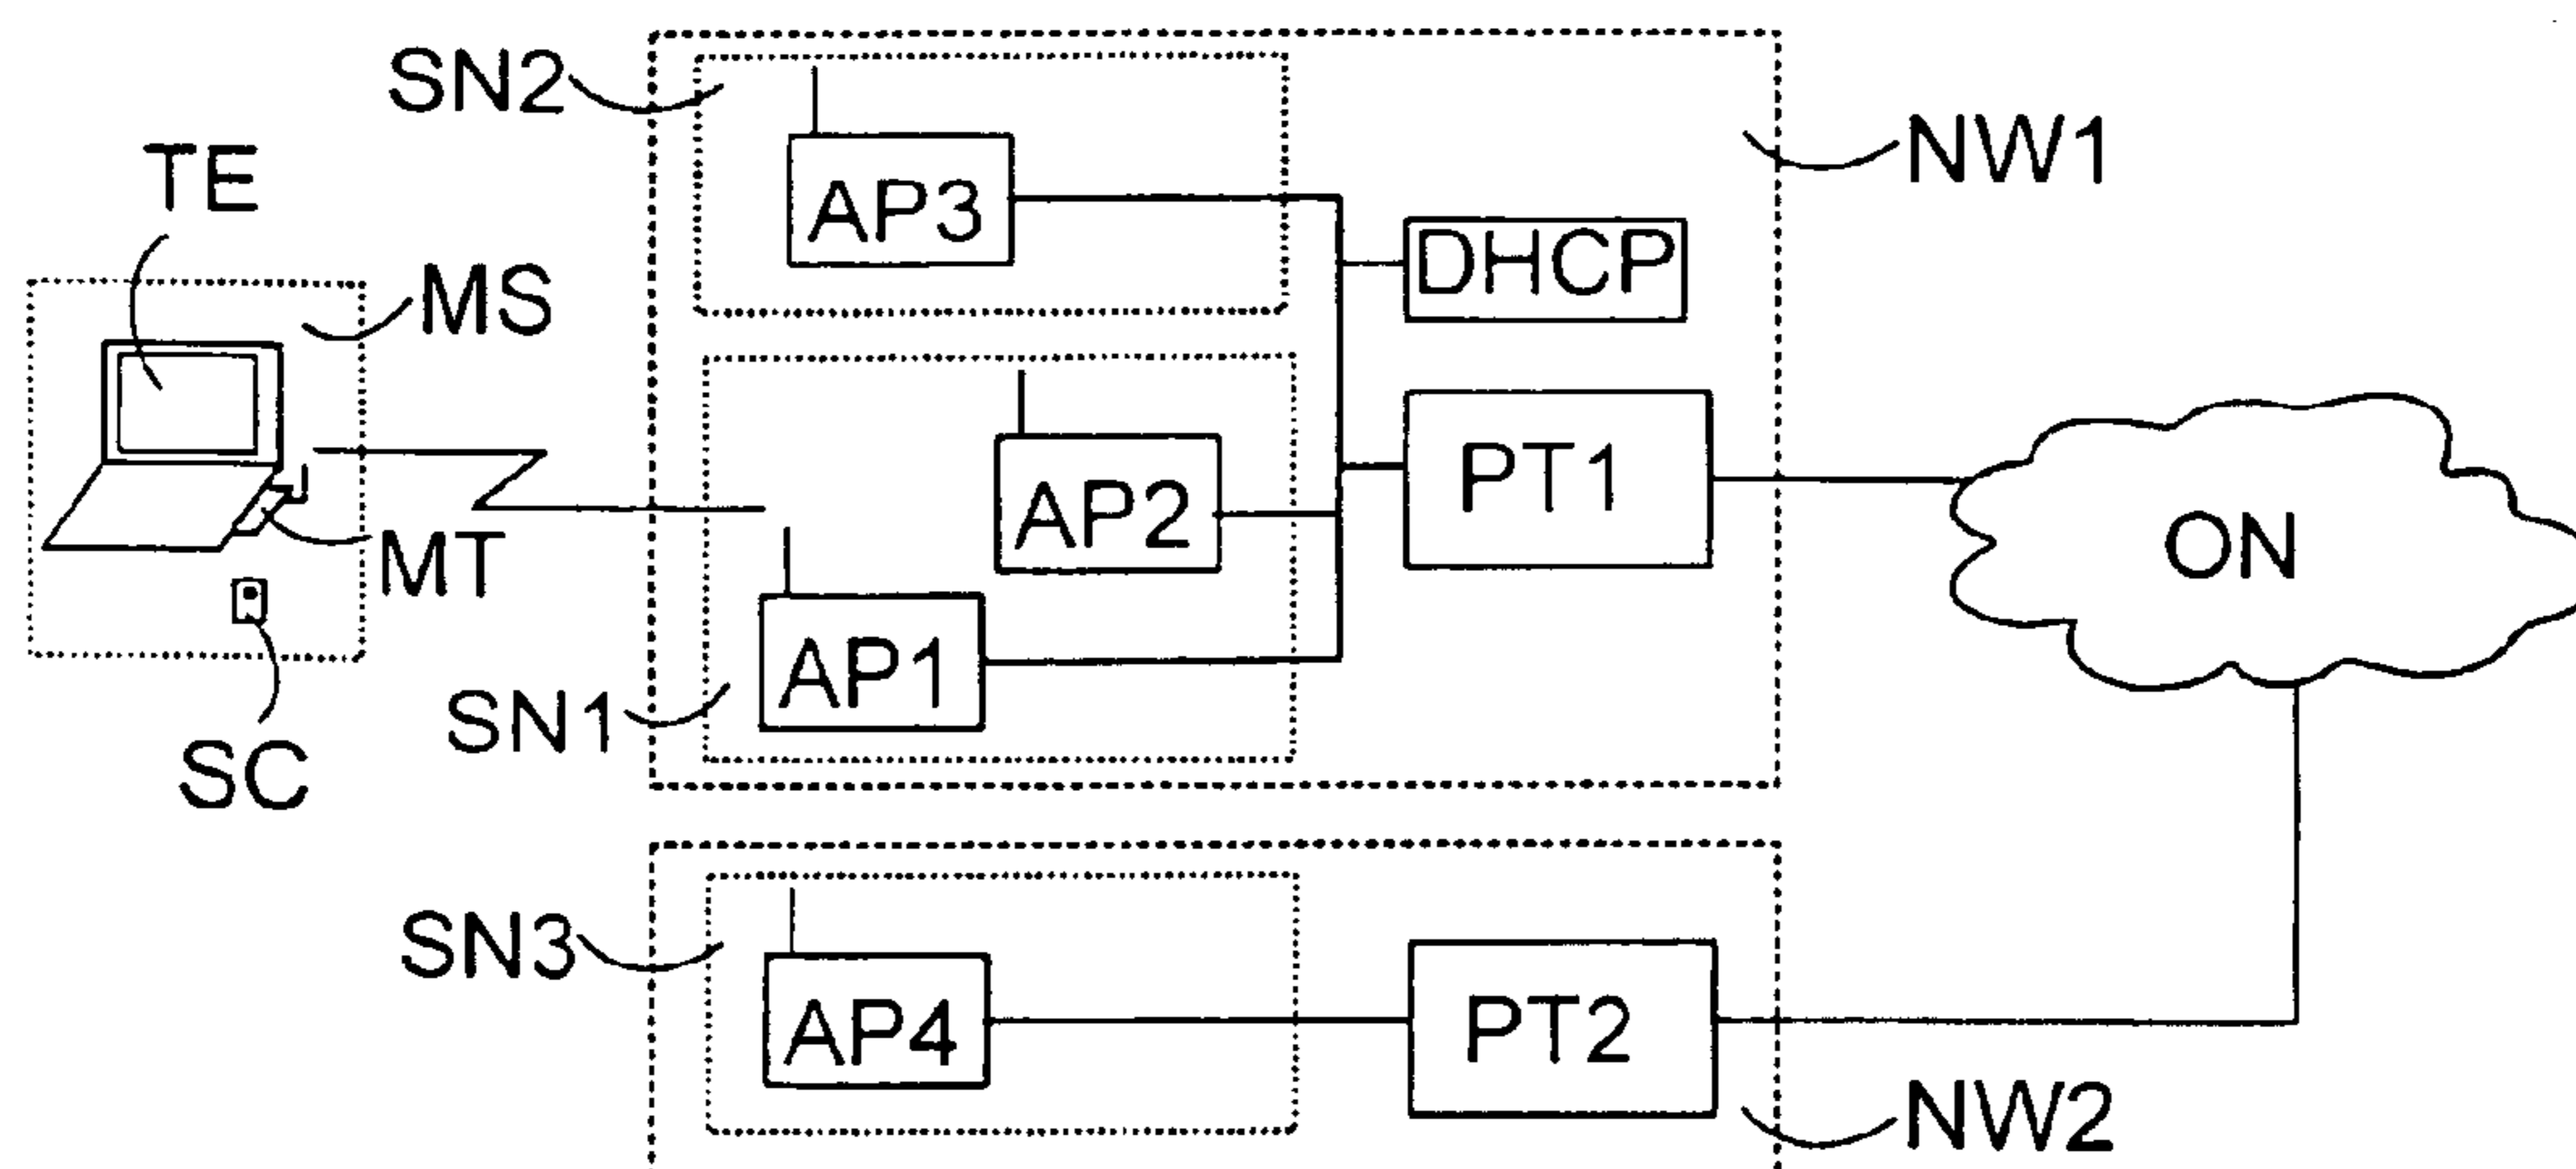 SN2
NW1
TE
AP3
DHCP
MS
PT1
AP2
ON
MT
AP1
SN1
SC
SN3
AP4
PT2
NW2